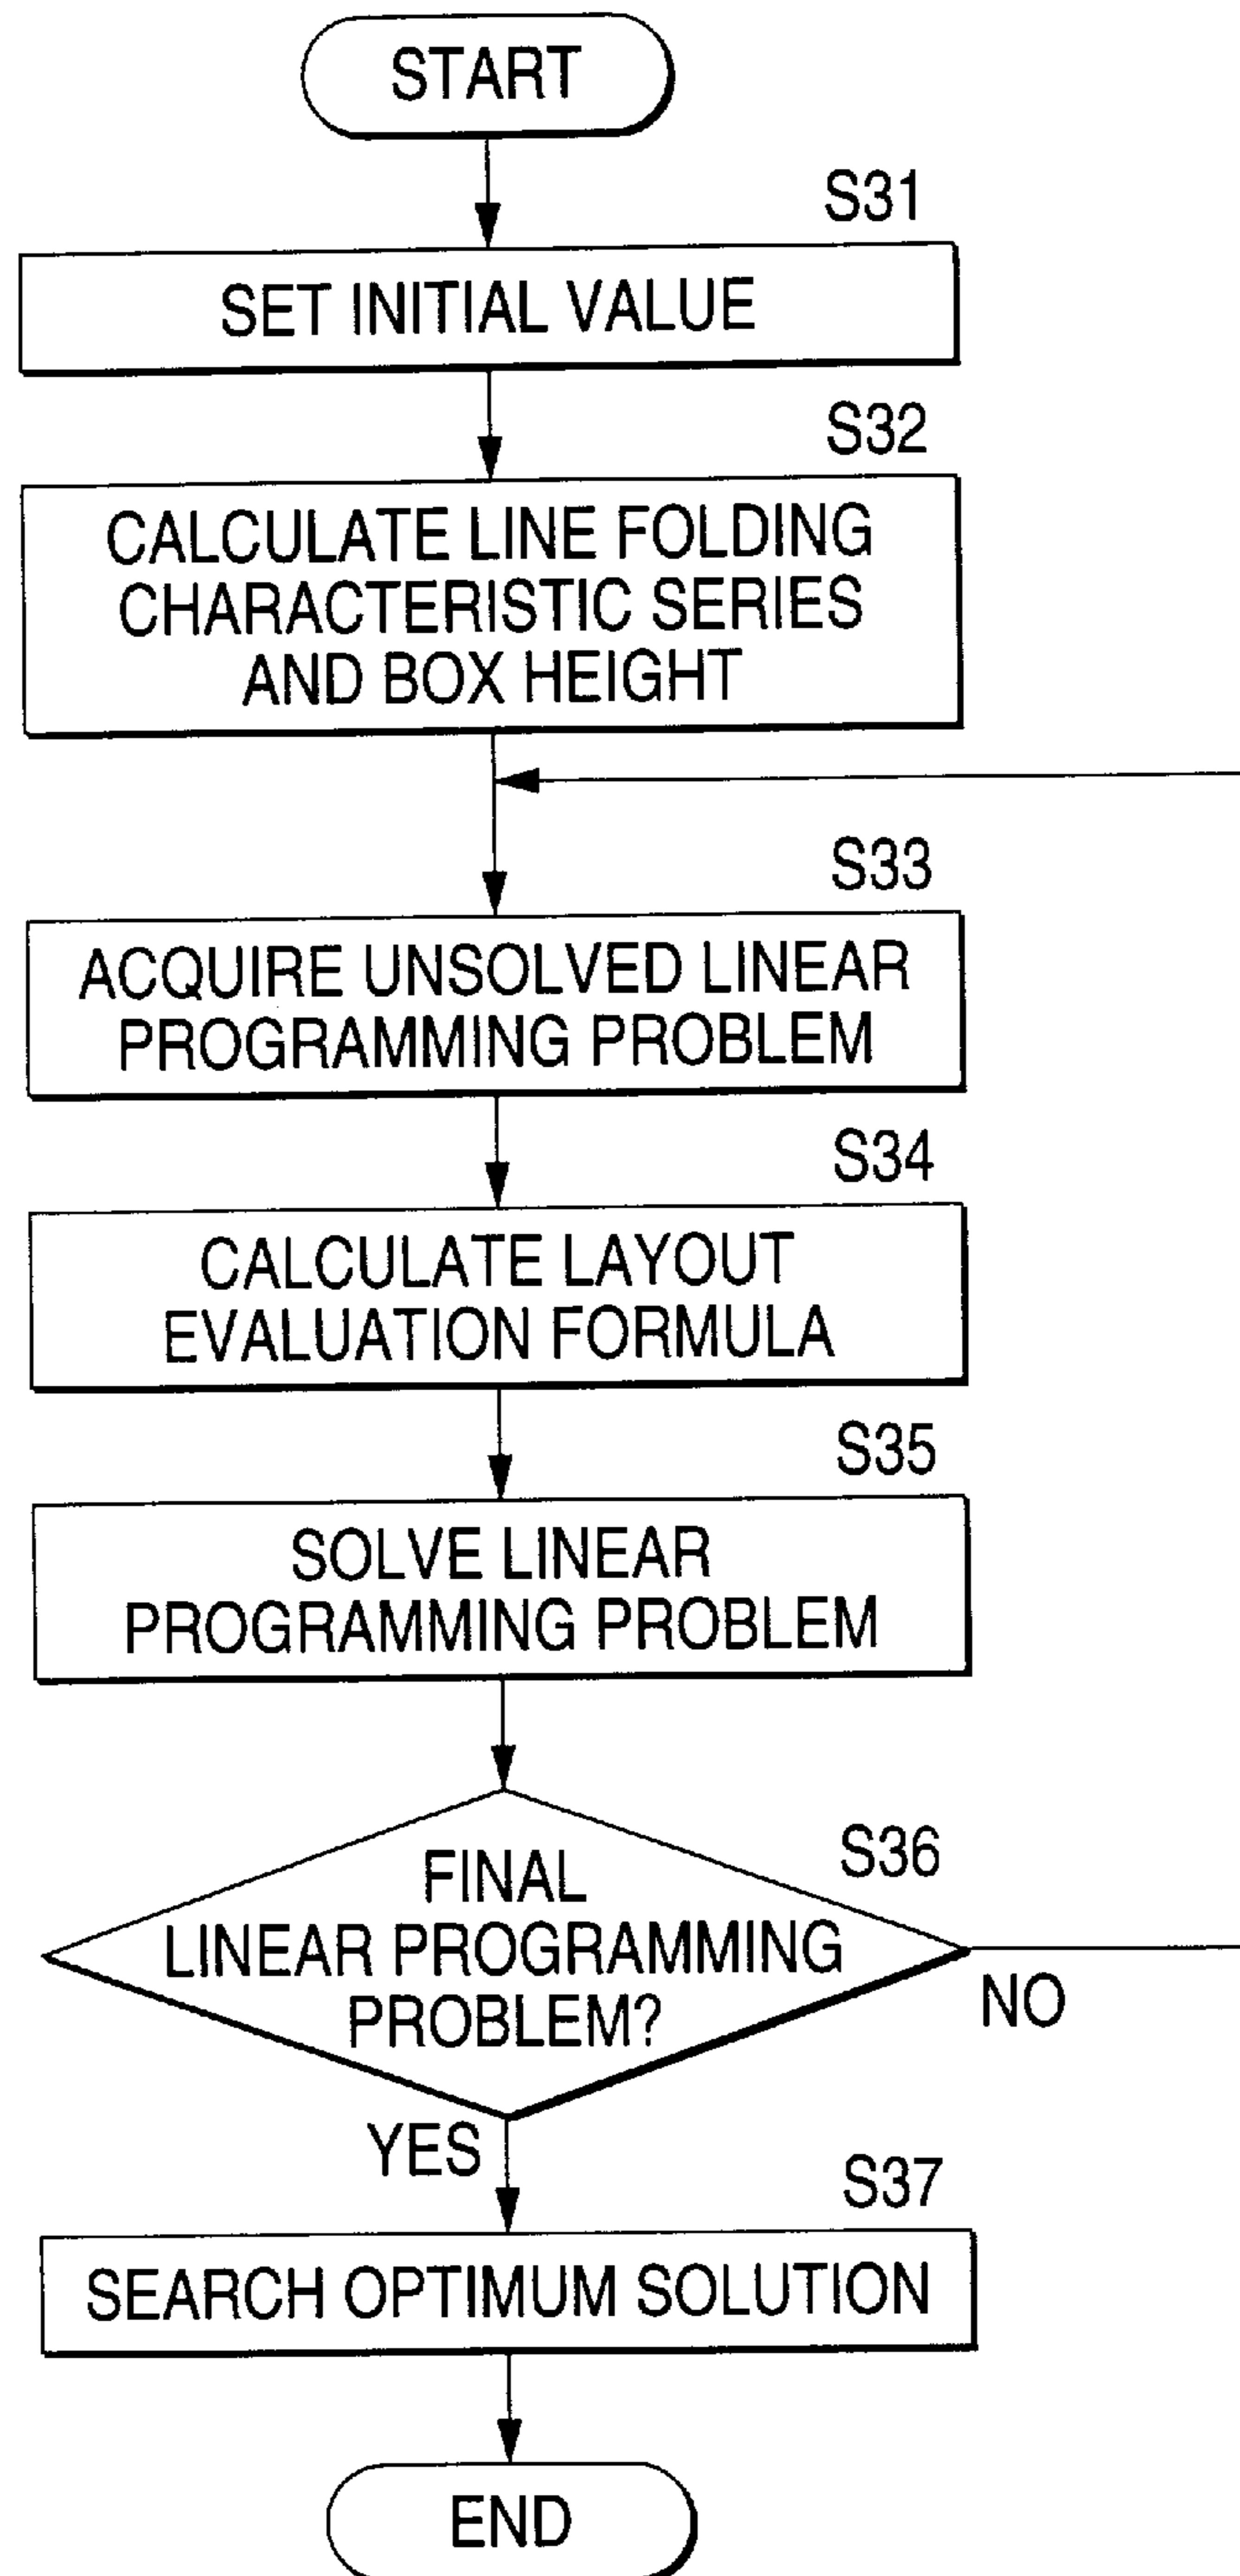 START
S31
SET INITIAL VALUE
S32
CALCULATE LINE FOLDING
CHARACTERISTIC SERIES
AND BOX HEIGHT
S33
ACQUIRE UNSOLVED LINEAR
PROGRAMMING PROBLEM
S34
CALCULATE LAYOUT
EVALUATION FORMULA
S35
SOLVE LINEAR
PROGRAMMING PROBLEM
S36
FINAL
LINEAR PROGRAMMING
PROBLEM?
NO
YES
S37
SEARCH OPTIMUM SOLUTION
END